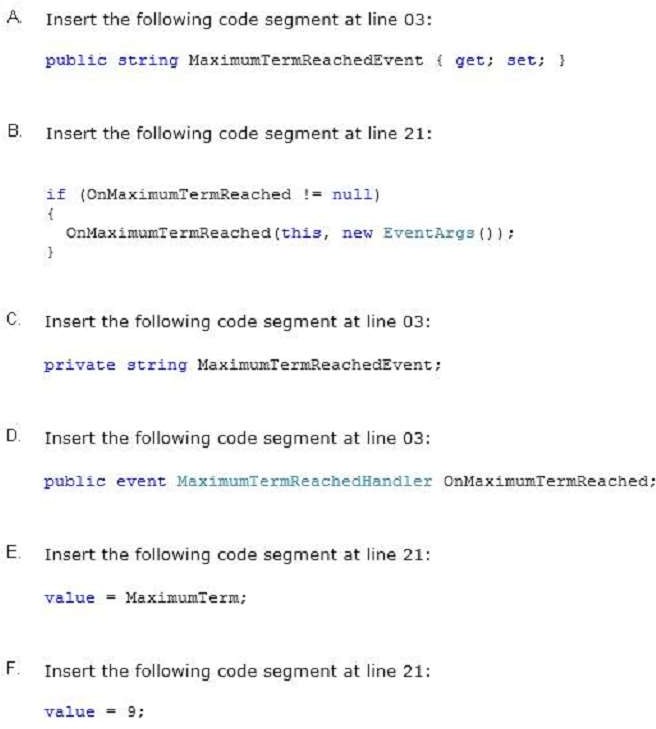 A. Insert the following code segment at line 03:
public string MaximumTermReachedEvent { get; set; }
B. Insert the following code segment at line 21:
if (OnMaximumTermReached != null)
{
OnMaximumTermReached(this, new EventArgs());
}
C. Insert the following code segment at line 03:
private string MaximumTermReachedEvent;
D. Insert the following code segment at line 03:
public event MaximumTermReachedHandler OnMaximumTermReached;
E. Insert the following code segment at line 21:
value = MaximumTerm;
F. Insert the following code segment at line 21:
value = 9;